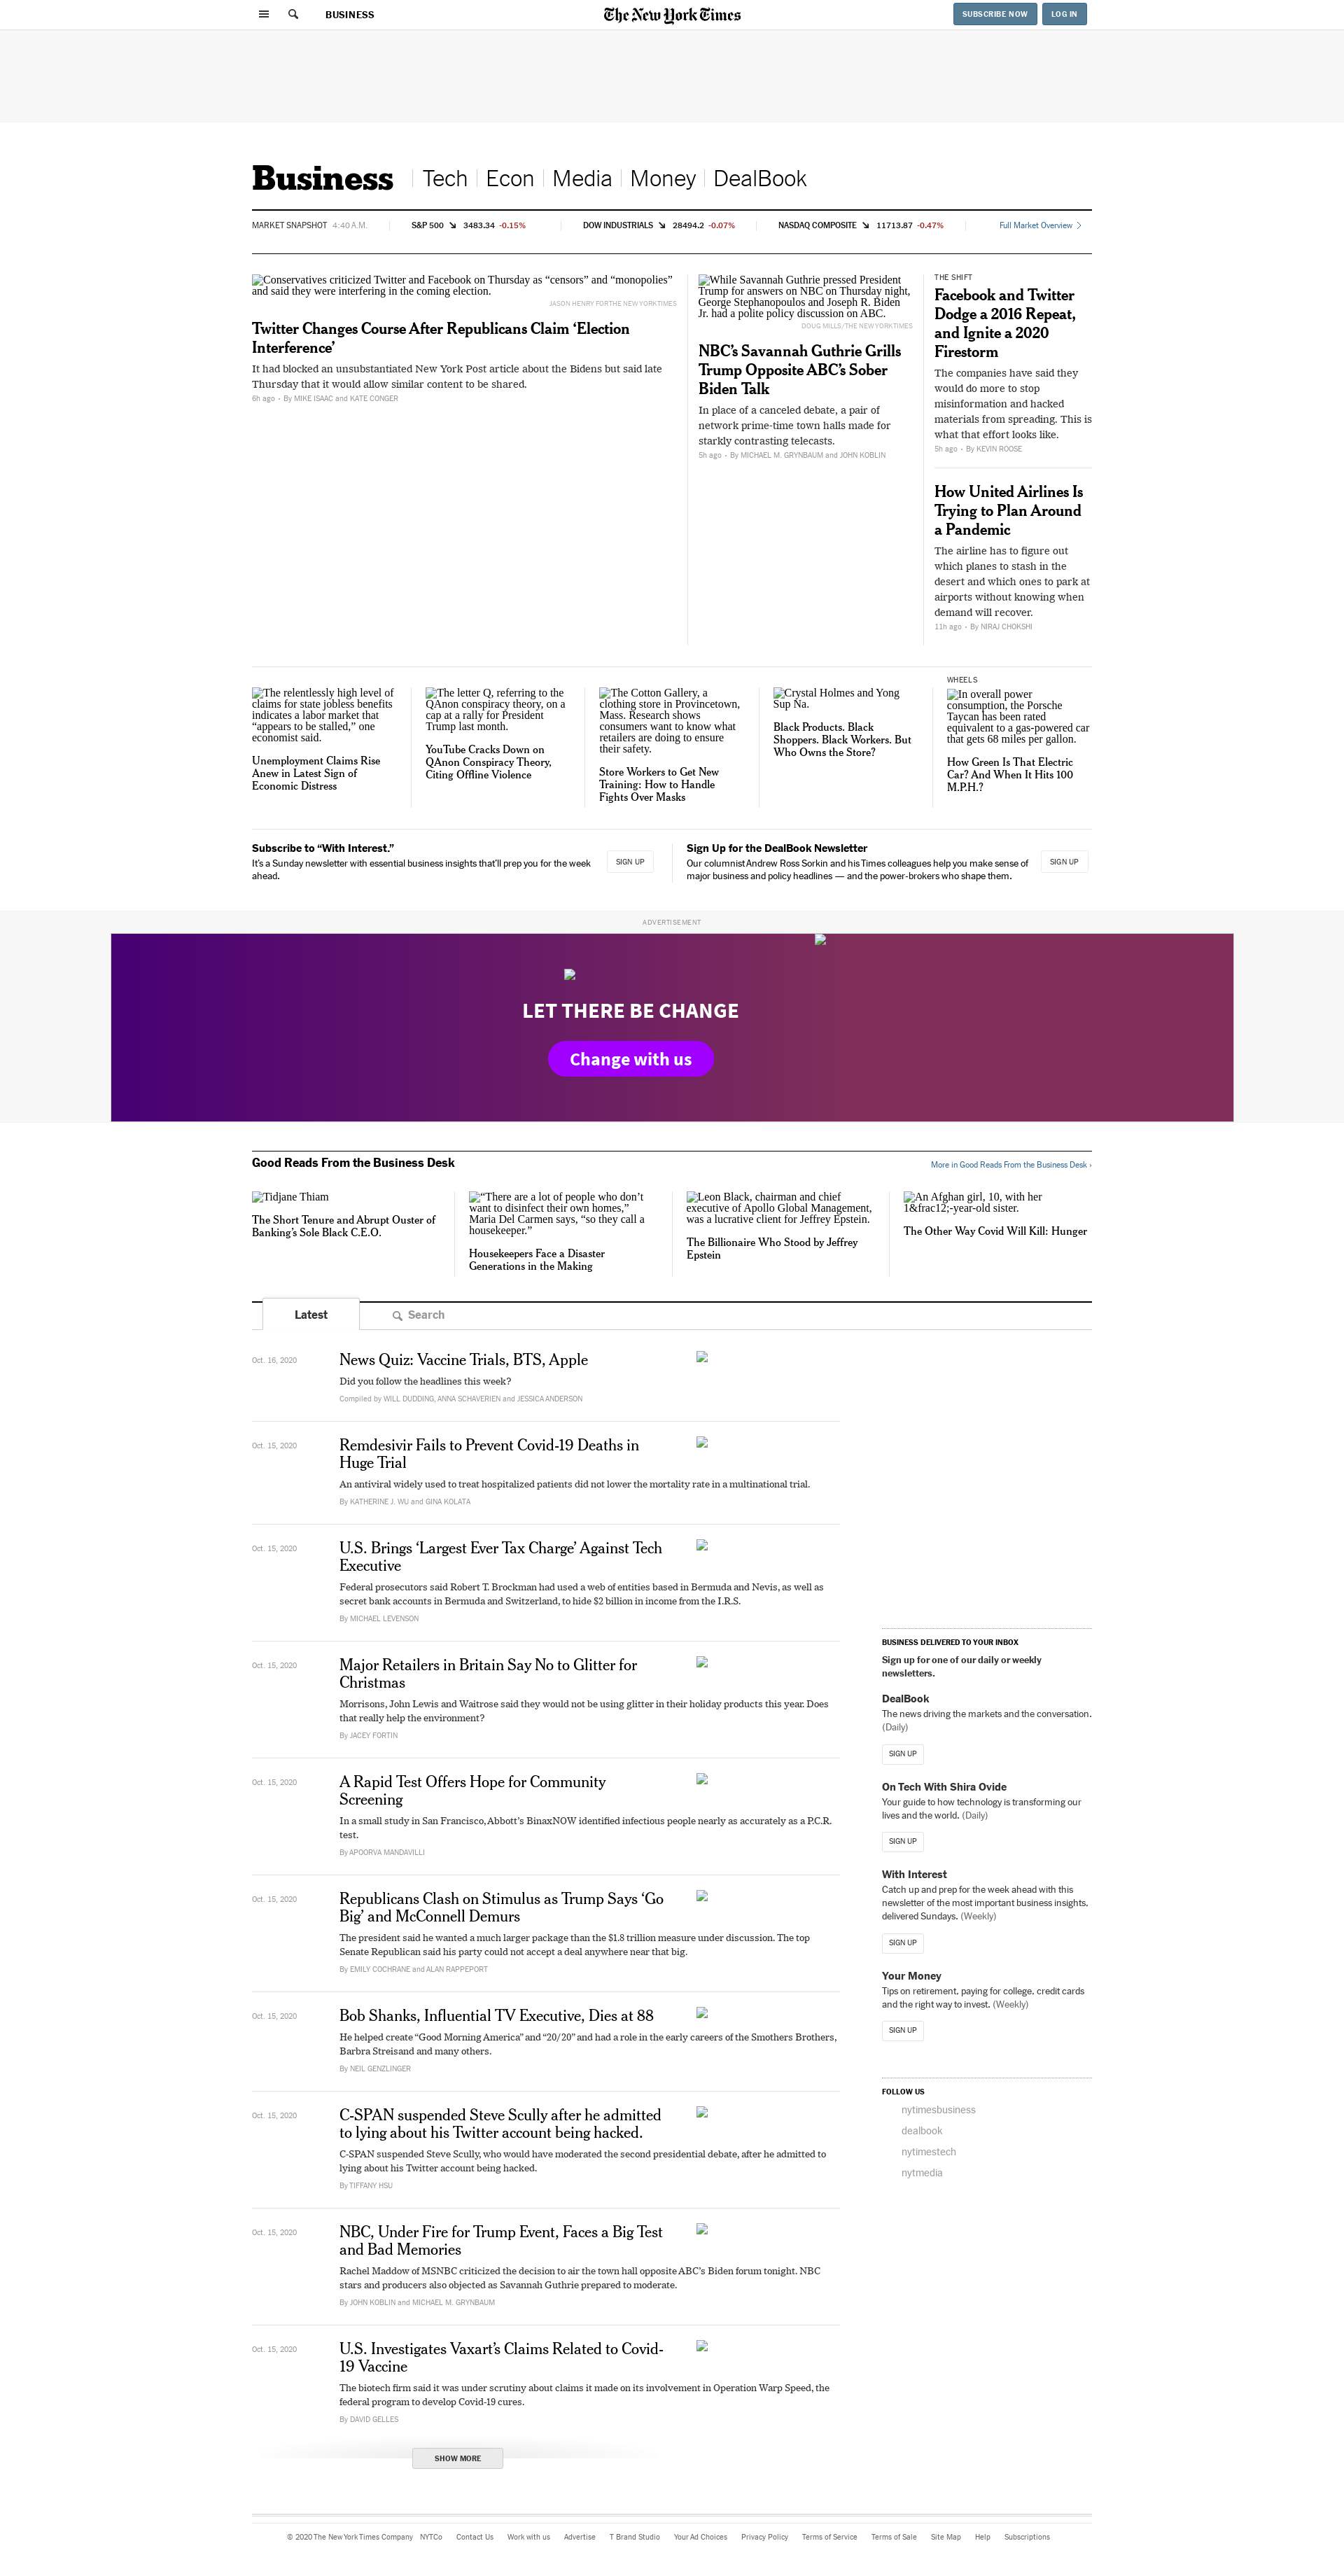 BUSINESS
The New York Times
SUBSCRIBE NOW
LOG IN
Business
Tech
Econ
Media
Money
DealBook
MARKET SNAPSHOT 4:40 A.M.
S&P 500 3483.34 -0.15%
DOW INDUSTRIALS 28494.2 -0.07%
NASDAQ COMPOSITE 11713.87 -0.47%
Full Market Overview
Conservatives criticized Twitter and Facebook on Thursday as “censors” and “monopolies”
and said they were interfering in the coming election.
JASON HENRY FOR THE NEW YORK TIMES
Twitter Changes Course After Republicans Claim ‘Election
Interference’
It had blocked an unsubstantiated New York Post article about the Bidens but said late
Thursday that it would allow similar content to be shared.
6h ago • By MIKE ISAAC and KATE CONGER
While Savannah Guthrie pressed President
Trump for answers on NBC on Thursday night,
George Stephanopoulos and Joseph R. Biden
Jr. had a polite policy discussion on ABC.
DOUG MILLS/THE NEW YORK TIMES
NBC’s Savannah Guthrie Grills
Trump Opposite ABC’s Sober
Biden Talk
In place of a canceled debate, a pair of
network prime-time town halls made for
starkly contrasting telecasts.
5h ago • By MICHAEL M. GRYNBAUM and JOHN KOBLIN
THE SHIFT
Facebook and Twitter
Dodge a 2016 Repeat,
and Ignite a 2020
Firestorm
The companies have said they
would do more to stop
misinformation and hacked
materials from spreading. This is
what that effort looks like.
5h ago • By KEVIN ROOSE
How United Airlines Is
Trying to Plan Around
a Pandemic
The airline has to figure out
which planes to stash in the
desert and which ones to park at
airports without knowing when
demand will recover.
11h ago • By NIRAJ CHOKSHI
The relentlessly high level of
claims for state jobless benefits
indicates a labor market that
“appears to be stalled,” one
economist said.
Unemployment Claims Rise
Anew in Latest Sign of
Economic Distress
The letter Q, referring to the
QAnon conspiracy theory, on a
cap at a rally for President
Trump last month.
YouTube Cracks Down on
QAnon Conspiracy Theory,
Citing Offline Violence
The Cotton Gallery, a
clothing store in Provincetown,
Mass. Research shows
consumers want to know what
retailers are doing to ensure
their safety.
Store Workers to Get New
Training: How to Handle
Fights Over Masks
Crystal Holmes and Yong
Sup Na.
Black Products. Black
Shoppers. Black Workers. But
Who Owns the Store?
WHEELS
In overall power
consumption, the Porsche
Taycan has been rated
equivalent to a gas-powered car
that gets 68 miles per gallon.
How Green Is That Electric
Car? And When It Hits 100
M.P.H.?
Subscribe to “With Interest.”
It’s a Sunday newsletter with essential business insights that’ll prep you for the week
ahead.
SIGN UP
Sign Up for the DealBook Newsletter
Our columnist Andrew Ross Sorkin and his Times colleagues help you make sense of
major business and policy headlines — and the power-brokers who shape them.
SIGN UP
ADVERTISEMENT
LET THERE BE CHANGE
Change with us
Good Reads From the Business Desk
More in Good Reads From the Business Desk ›
Tidjane Thiam
The Short Tenure and Abrupt Ouster of
Banking’s Sole Black C.E.O.
“There are a lot of people who don’t
want to disinfect their own homes,”
Maria Del Carmen says, “so they call a
housekeeper.”
Housekeepers Face a Disaster
Generations in the Making
Leon Black, chairman and chief
executive of Apollo Global Management,
was a lucrative client for Jeffrey Epstein.
The Billionaire Who Stood by Jeffrey
Epstein
An Afghan girl, 10, with her
1&frac12;-year-old sister.
The Other Way Covid Will Kill: Hunger
Latest
Search
Oct. 16, 2020
News Quiz: Vaccine Trials, BTS, Apple
Did you follow the headlines this week?
Compiled by WILL DUDDING, ANNA SCHAVERIEN and JESSICA ANDERSON
Oct. 15, 2020
Remdesivir Fails to Prevent Covid-19 Deaths in
Huge Trial
An antiviral widely used to treat hospitalized patients did not lower the mortality rate in a multinational trial.
By KATHERINE J. WU and GINA KOLATA
Oct. 15, 2020
U.S. Brings ‘Largest Ever Tax Charge’ Against Tech
Executive
Federal prosecutors said Robert T. Brockman had used a web of entities based in Bermuda and Nevis, as well as
secret bank accounts in Bermuda and Switzerland, to hide $2 billion in income from the I.R.S.
By MICHAEL LEVENSON
Oct. 15, 2020
Major Retailers in Britain Say No to Glitter for
Christmas
Morrisons, John Lewis and Waitrose said they would not be using glitter in their holiday products this year. Does
that really help the environment?
By JACEY FORTIN
Oct. 15, 2020
A Rapid Test Offers Hope for Community
Screening
In a small study in San Francisco, Abbott’s BinaxNOW identified infectious people nearly as accurately as a P.C.R.
test.
By APOORVA MANDAVILLI
Oct. 15, 2020
Republicans Clash on Stimulus as Trump Says ‘Go
Big’ and McConnell Demurs
The president said he wanted a much larger package than the $1.8 trillion measure under discussion. The top
Senate Republican said his party could not accept a deal anywhere near that big.
By EMILY COCHRANE and ALAN RAPPEPORT
Oct. 15, 2020
Bob Shanks, Influential TV Executive, Dies at 88
He helped create “Good Morning America” and “20/20” and had a role in the early careers of the Smothers Brothers,
Barbra Streisand and many others.
By NEIL GENZLINGER
Oct. 15, 2020
C-SPAN suspended Steve Scully after he admitted
to lying about his Twitter account being hacked.
C-SPAN suspended Steve Scully, who would have moderated the second presidential debate, after he admitted to
lying about his Twitter account being hacked.
By TIFFANY HSU
Oct. 15, 2020
NBC, Under Fire for Trump Event, Faces a Big Test
and Bad Memories
Rachel Maddow of MSNBC criticized the decision to air the town hall opposite ABC’s Biden forum tonight. NBC
stars and producers also objected as Savannah Guthrie prepared to moderate.
By JOHN KOBLIN and MICHAEL M. GRYNBAUM
Oct. 15, 2020
U.S. Investigates Vaxart’s Claims Related to Covid-
19 Vaccine
The biotech firm said it was under scrutiny about claims it made on its involvement in Operation Warp Speed, the
federal program to develop Covid-19 cures.
By DAVID GELLES
SHOW MORE
BUSINESS DELIVERED TO YOUR INBOX
Sign up for one of our daily or weekly
newsletters.
DealBook
The news driving the markets and the conversation.
(Daily)
SIGN UP
On Tech With Shira Ovide
Your guide to how technology is transforming our
lives and the world. (Daily)
SIGN UP
With Interest
Catch up and prep for the week ahead with this
newsletter of the most important business insights,
delivered Sundays. (Weekly)
SIGN UP
Your Money
Tips on retirement, paying for college, credit cards
and the right way to invest. (Weekly)
SIGN UP
FOLLOW US
nytimesbusiness
dealbook
nytimestech
nytmedia
© 2020 The New York Times Company NYTCo Contact Us Work with us Advertise T Brand Studio Your Ad Choices Privacy Policy Terms of Service Terms of Sale Site Map Help Subscriptions